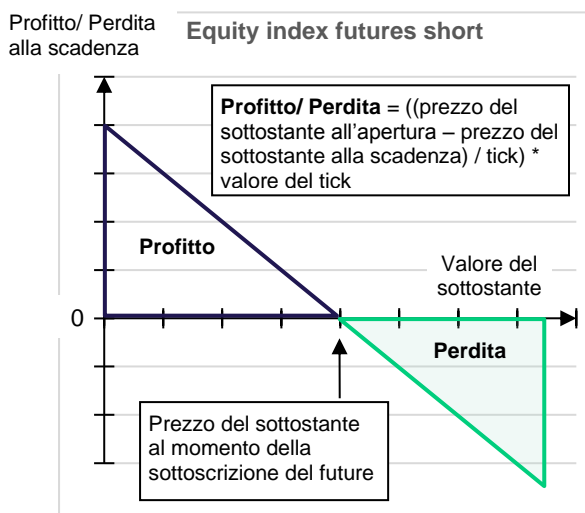 Profitto/ Perdita
alla scadenza
Equity index futures short
Profitto/ Perdita = ((prezzo del
sottostante all’apertura – prezzo del
sottostante alla scadenza) / tick) *
valore del tick
Profitto
Valore del
sottostante
0
Perdita
Prezzo del sottostante
al momento della
sottoscrizione del future